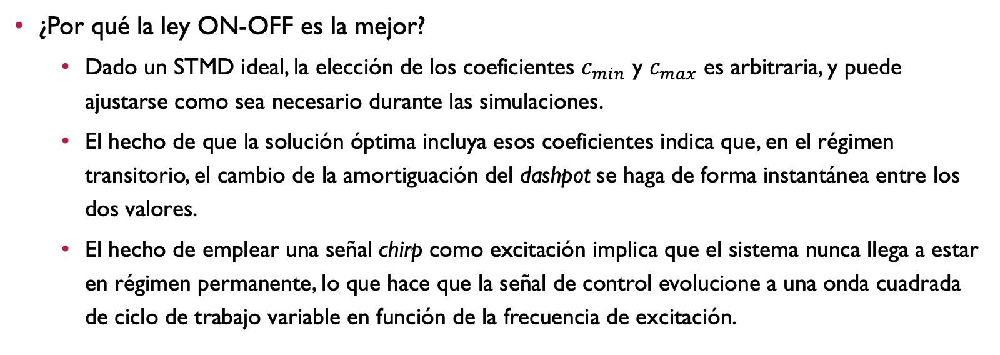 • ¿Por qué la ley ON-OFF es la mejor?
• Dado un STMD ideal, la elección de los coeficientes c_min y c_max es arbitraria, y puede
ajustarse como sea necesario durante las simulaciones.
• El hecho de que la solución óptima incluya esos coeficientes indica que, en el régimen
transitorio, el cambio de la amortiguación del dashpot se haga de forma instantánea entre los
dos valores.
• El hecho de emplear una señal chirp como excitación implica que el sistema nunca llega a estar
en régimen permanente, lo que hace que la señal de control evolucione a una onda cuadrada
de ciclo de trabajo variable en función de la frecuencia de excitación.